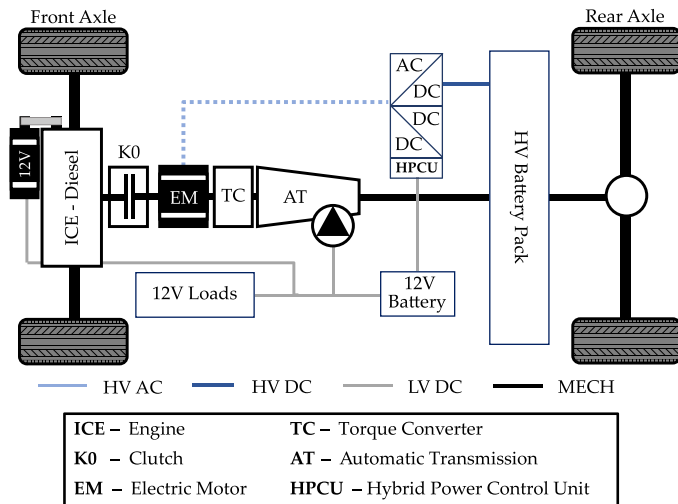 Front Axle
Rear Axle
12V
ICE - Diesel
K0
EM
TC
AT
AC
DC
DC
DC
HPCU
HV Battery Pack
12V Loads
12V
Battery
HV AC
HV DC
LV DC
MECH
ICE – Engine
TC – Torque Converter
K0 – Clutch
AT – Automatic Transmission
EM – Electric Motor
HPCU – Hybrid Power Control Unit